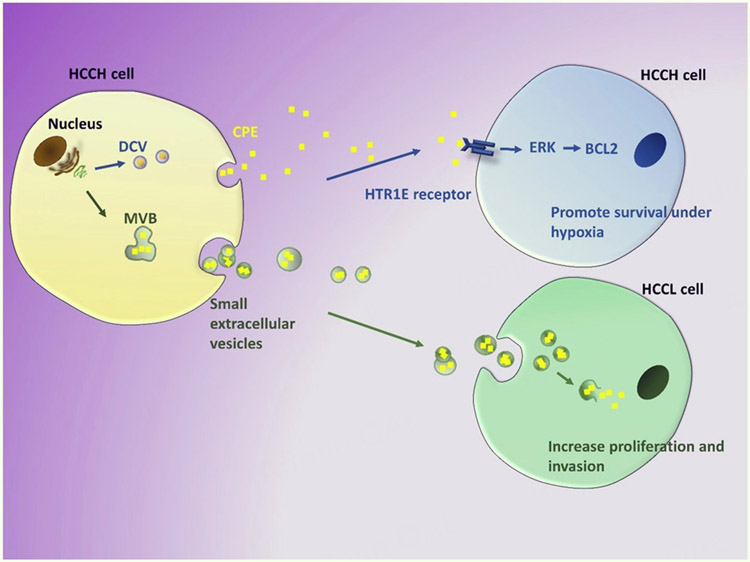 HCCH cell
Nucleus
DCV
MVB
CPE
Small
extracellular
vesicles
HTR1E receptor
HCCH cell
ERK
BCL2
Promote survival under
hypoxia
HCCL cell
Increase proliferation and
invasion